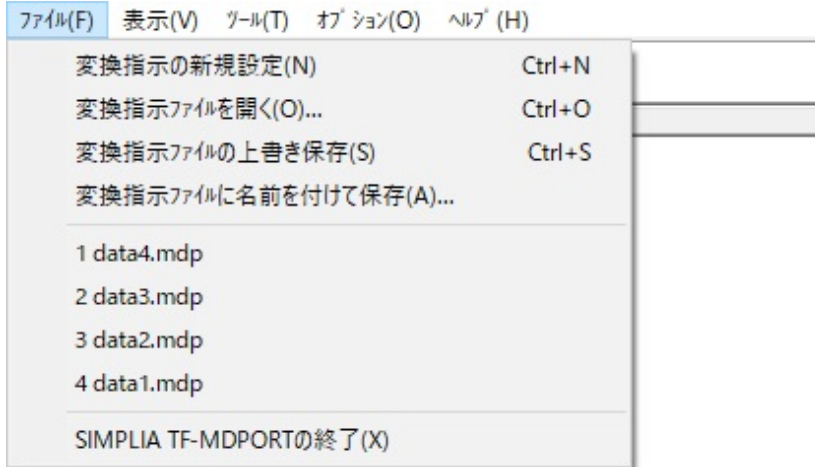 ﾌｧｲﾙ(F) 表示(V) ﾂｰﾙ(T) ｵﾌﾟｼｮﾝ(O) ﾍﾙﾌﾟ(H)
変換指示の新規設定(N) Ctrl+N
変換指示ﾌｧｲﾙを開く(O)... Ctrl+O
変換指示ﾌｧｲﾙの上書き保存(S) Ctrl+S
変換指示ﾌｧｲﾙに名前を付けて保存(A)...
1 data4.mdp
2 data3.mdp
3 data2.mdp
4 data1.mdp
SIMPLIA TF-MDPORTの終了(X)